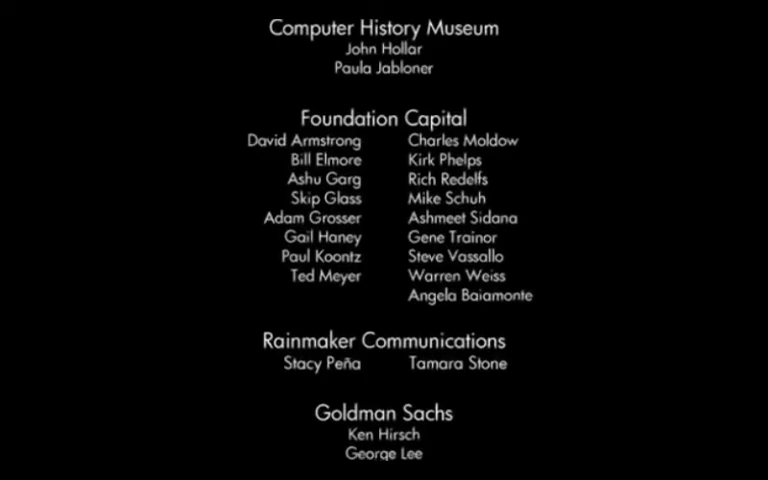 Computer History Museum
John Hollar
Paula Jabloner
Foundation Capital
David Armstrong Charles Moldow
Bill Elmore Kirk Phelps
Ashu Garg Rich Redelfs
Skip Glass Mike Schuh
Adam Grosser Ashmeet Sidana
Gail Haney Gene Trainor
Paul Koontz Steve Vassallo
Ted Meyer Warren Weiss
Angela Baiamonte
Rainmaker Communications
Stacy Peña Tamara Stone
Goldman Sachs
Ken Hirsch
George Lee